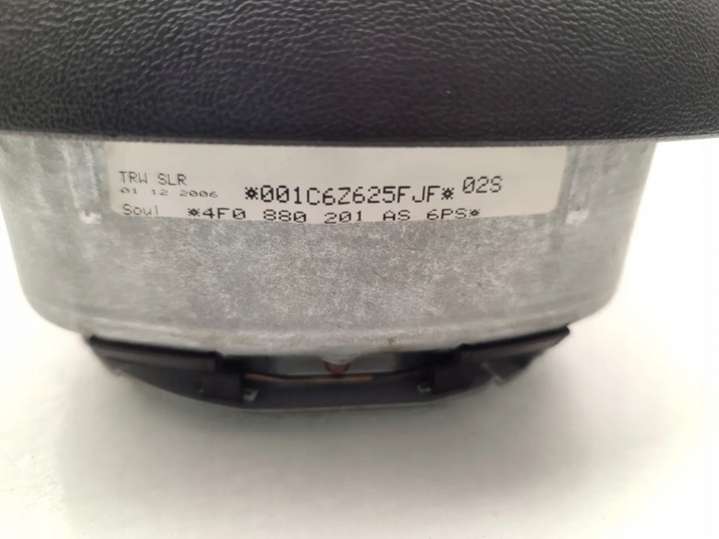 TRW SLR
01 12 2006 *001C6Z625FJF* 02S
Soul *4F0 880 201 AS 6PS*